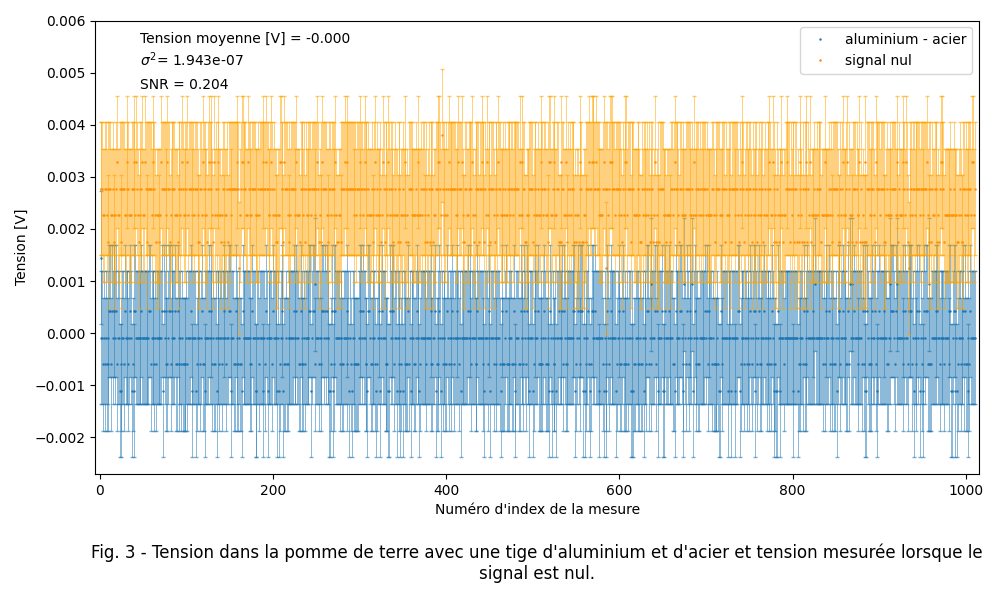 Tension moyenne [V] = -0.000
σ²= 1.943e-07
SNR = 0.204
aluminium - acier
signal nul
Tension [V]
0.006
0.005
0.004
0.003
0.002
0.001
0.000
−0.001
−0.002
0 200 400 600 800 1000
Numéro d'index de la mesure
Fig. 3 - Tension dans la pomme de terre avec une tige d'aluminium et d'acier et tension mesurée lorsque le
signal est nul.